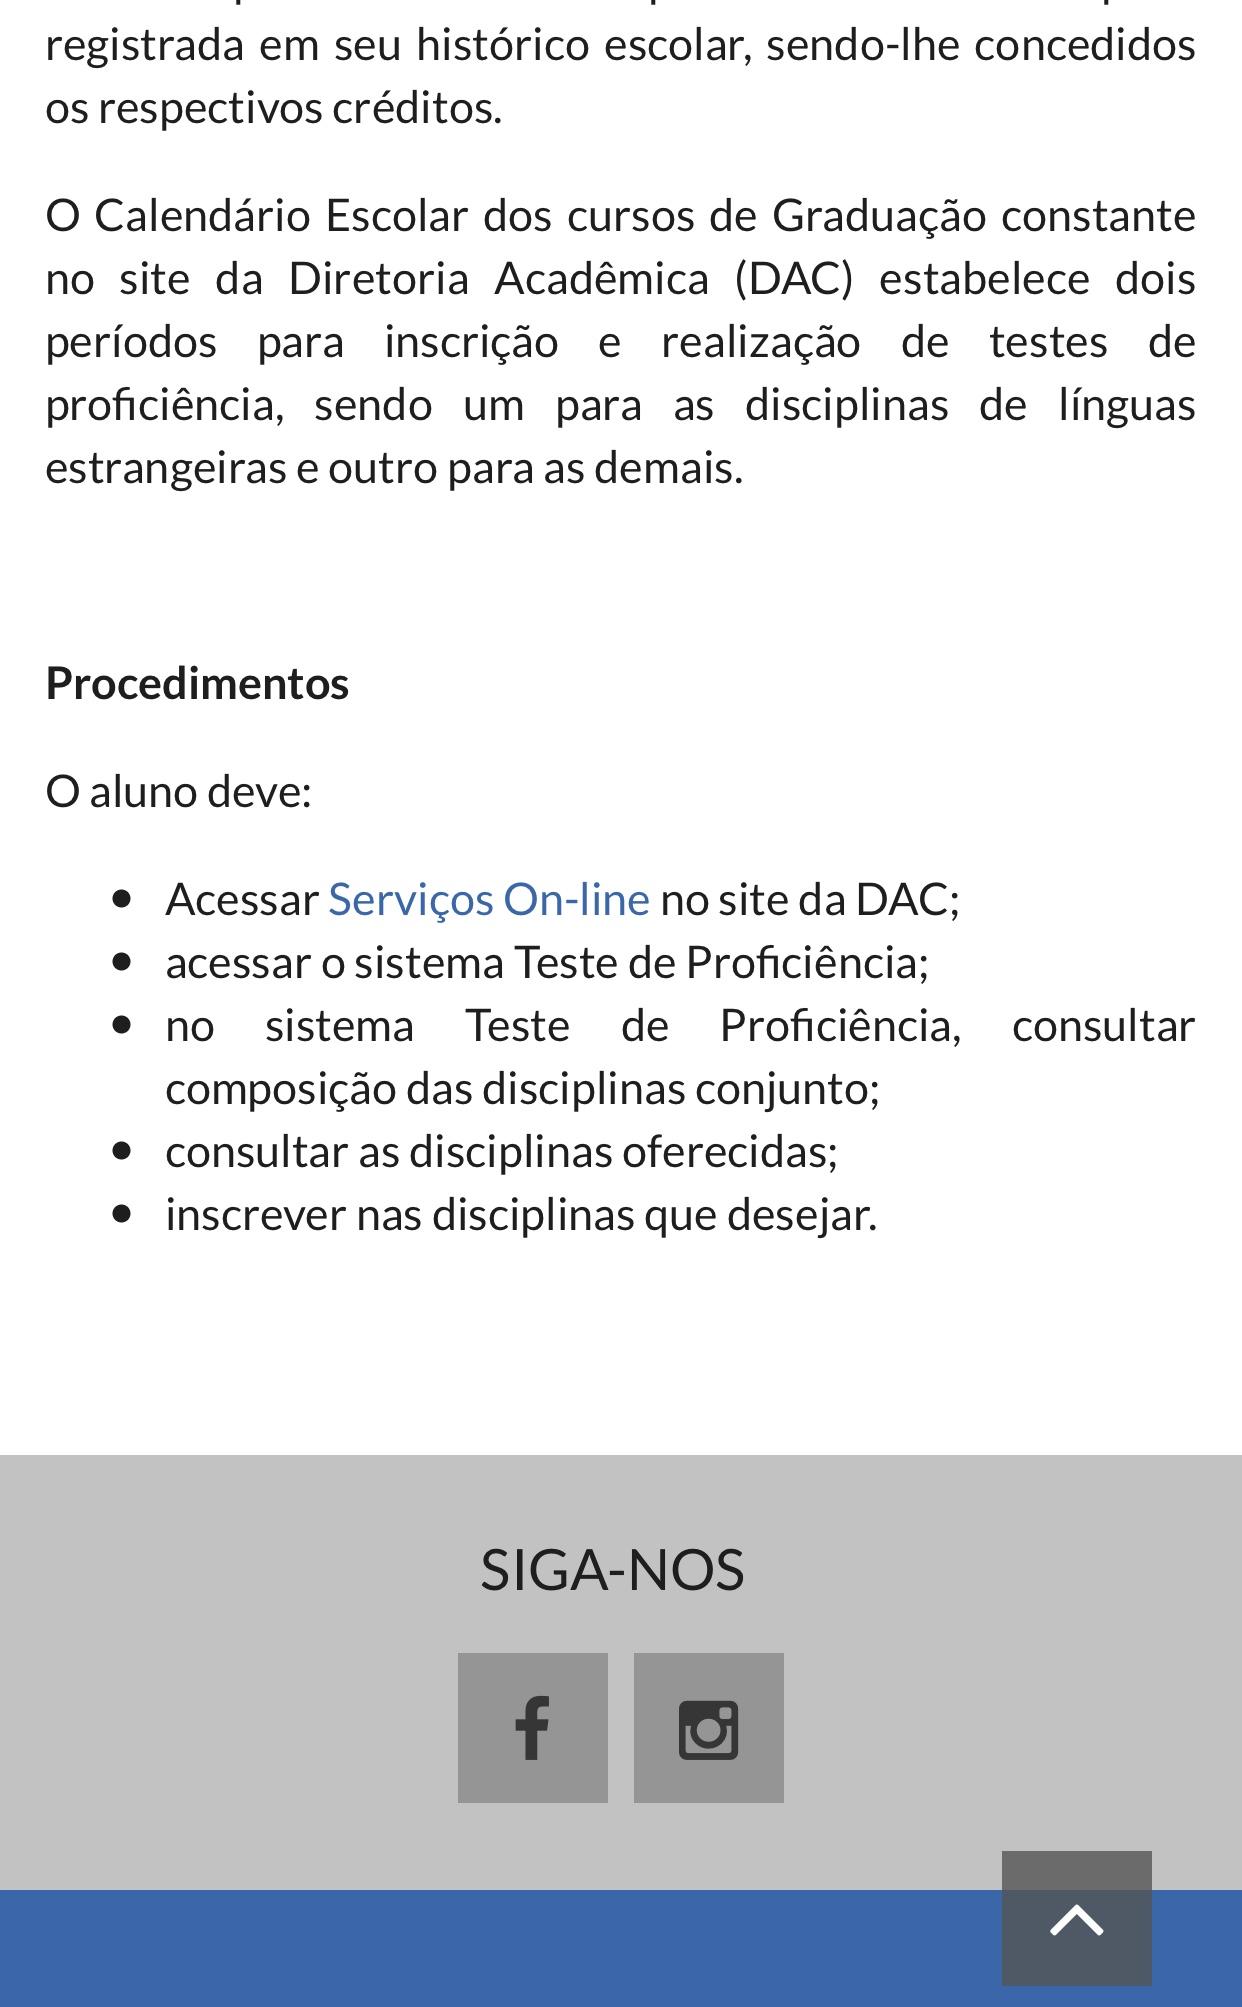 registrada em seu histórico escolar, sendo-lhe concedidos
os respectivos créditos.
O Calendário Escolar dos cursos de Graduação constante
no site da Diretoria Acadêmica (DAC) estabelece dois
períodos para inscrição e realização de testes de
proficiência, sendo um para as disciplinas de línguas
estrangeiras e outro para as demais.
Procedimentos
O aluno deve:
• Acessar Serviços On-line no site da DAC;
• acessar o sistema Teste de Proficiência;
• no sistema Teste de Proficiência, consultar
composição das disciplinas conjunto;
• consultar as disciplinas oferecidas;
• inscrever nas disciplinas que desejar.
SIGA-NOS